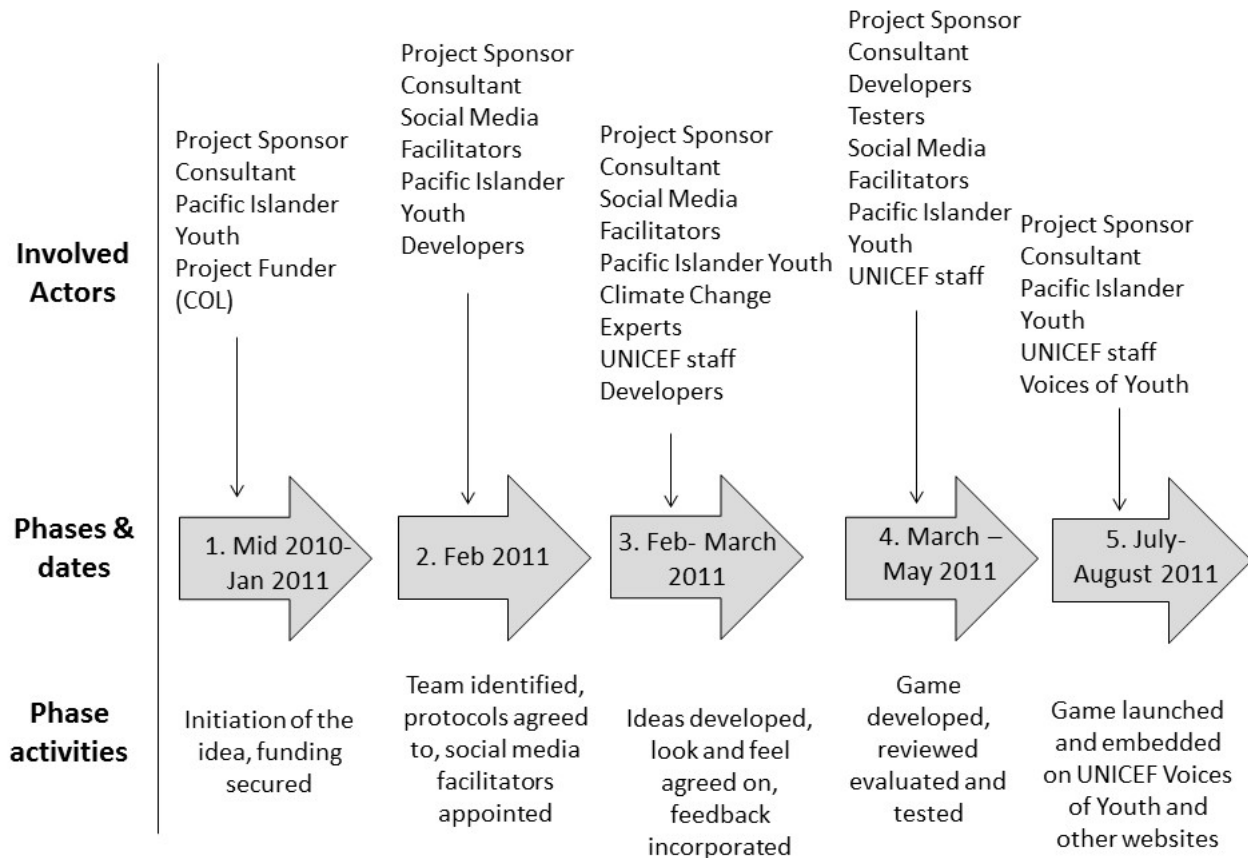 Involved
Actors
Project Sponsor
Consultant
Pacific Islander
Youth
Project Funder
(COL)
Project Sponsor
Consultant
Social Media
Facilitators
Pacific Islander
Youth
Developers
Project Sponsor
Consultant
Social Media
Facilitators
Pacific Islander Youth
Climate Change
Experts
UNICEF staff
Developers
Project Sponsor
Consultant
Developers
Testers
Social Media
Facilitators
Pacific Islander
Youth
UNICEF staff
Project Sponsor
Consultant
Pacific Islander
Youth
UNICEF staff
Voices of Youth
Phases &
dates
1. Mid 2010-
Jan 2011
2. Feb 2011
3. Feb- March
2011
4. March –
May 2011
5. July-
August 2011
Phase
activities
Initiation of the
idea, funding
secured
Team identified,
protocols agreed
to, social media
facilitators
appointed
Ideas developed,
look and feel
agreed on,
feedback
incorporated
Game
developed,
reviewed
evaluated and
tested
Game launched
and embedded
on UNICEF Voices
of Youth and
other websites